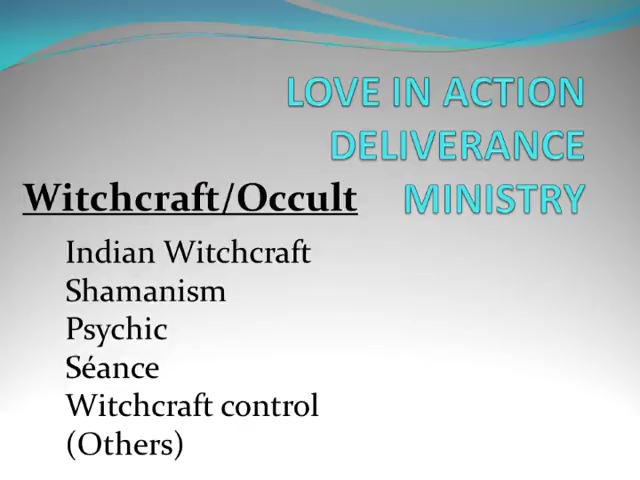 LOVE IN ACTION
DELIVERANCE
MINISTRY
Witchcraft/Occult
Indian Witchcraft
Shamanism
Psychic
Séance
Witchcraft control
(Others)